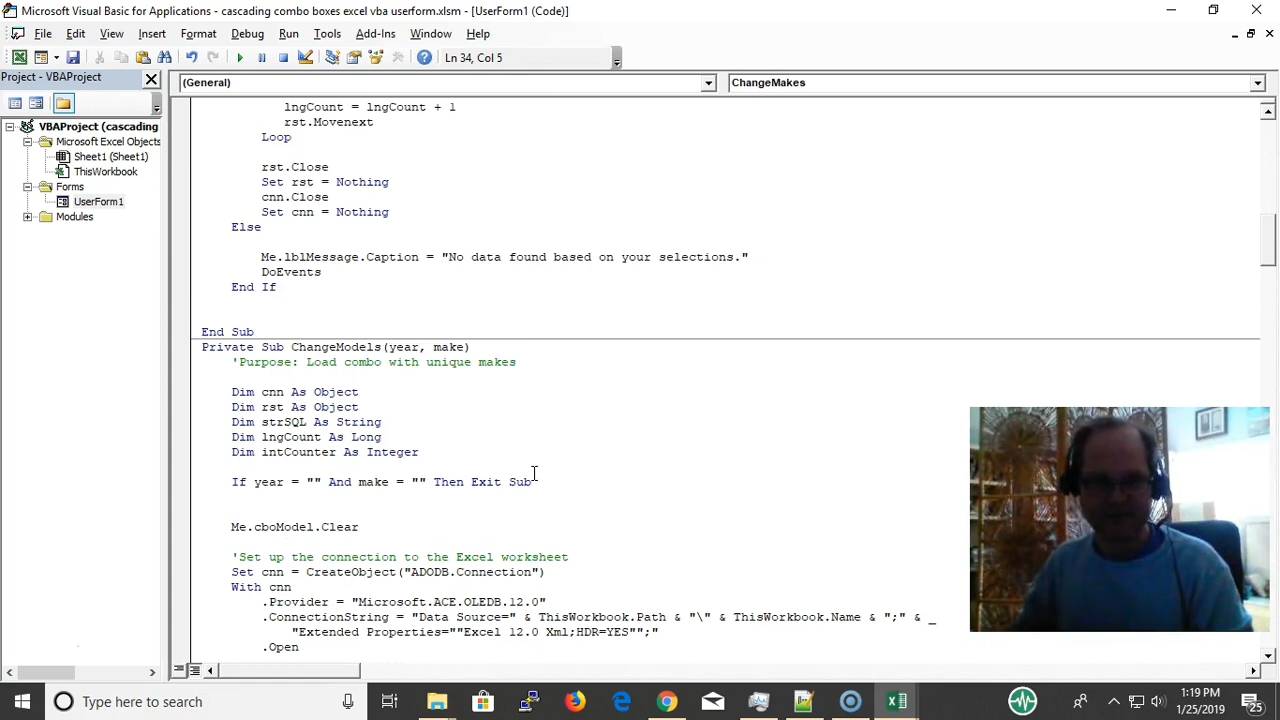 Microsoft Visual Basic for Applications - cascading combo boxes excel vba userform.xlsm - [UserForm1 (Code)]
File Edit View Insert Format Debug Run Tools Add-Ins Window Help
Ln 34, Col 5
Project - VBAProject
(General)
ChangeMakes
VBAProject (cascading
Microsoft Excel Objects
Sheet1 (Sheet1)
ThisWorkbook
Forms
UserForm1
Modules
lngCount = lngCount + 1
rst.Movenext
Loop
rst.Close
Set rst = Nothing
cnn.Close
Set cnn = Nothing
Else
Me.lblMessage.Caption = "No data found based on your selections."
DoEvents
End If
End Sub
Private Sub ChangeModels(year, make)
'Purpose: Load combo with unique makes
Dim cnn As Object
Dim rst As Object
Dim strSQL As String
Dim lngCount As Long
Dim intCounter As Integer
If year = "" And make = "" Then Exit Sub
Me.cboModel.Clear
'Set up the connection to the Excel worksheet
Set cnn = CreateObject("ADODB.Connection")
With cnn
.Provider = "Microsoft.ACE.OLEDB.12.0"
.ConnectionString = "Data Source=" & ThisWorkbook.Path & "\" & ThisWorkbook.Name & ";" & _
"Extended Properties=""Excel 12.0 Xml;HDR=YES"";"
.Open
Type here to search
1:19 PM
1/25/2019
25